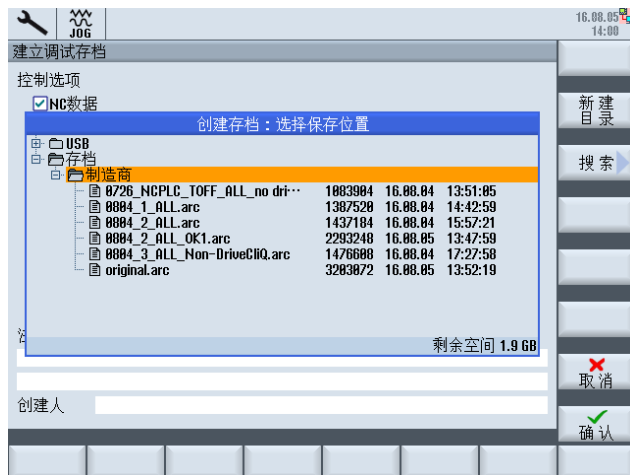 JOG
16.08.05
14:00
建立调试存档
控制选项
NC数据
创建存档：选择保存位置
USB
存档
制造商
0726_NCPLC_TOFF_ALL_no dri··· 1083904 16.08.04 13:51:05
0804_1_ALL.arc 1387520 16.08.04 14:42:59
0804_2_ALL.arc 1437184 16.08.04 15:57:21
0804_2_ALL_OK1.arc 2293248 16.08.05 13:47:59
0804_3_ALL_Non-DriveCliQ.arc 1476608 16.08.04 17:27:58
original.arc 3203072 16.08.05 13:52:19
剩余空间 1.9 GB
创建人
新建
目录
搜索
取消
确认